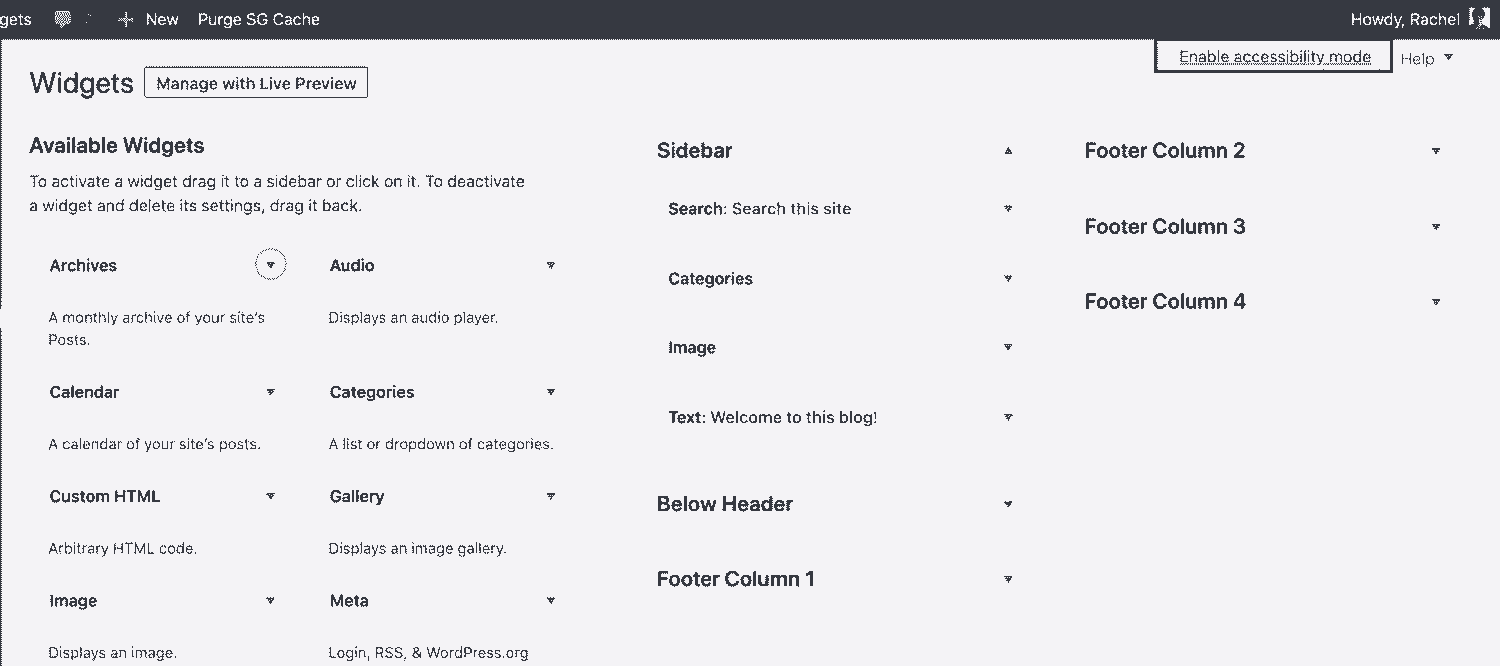 gets
New
Purge SG Cache
Howdy, Rachel
Enable accessibility mode
Help
Widgets
Manage with Live Preview
Available Widgets
To activate a widget drag it to a sidebar or click on it. To deactivate
a widget and delete its settings, drag it back.
Archives
Audio
A monthly archive of your site's
Posts.
Displays an audio player.
Calendar
Categories
A calendar of your site's posts.
A list or dropdown of categories.
Custom HTML
Gallery
Arbitrary HTML code.
Displays an image gallery.
Image
Meta
Displays an image.
Login, RSS, & WordPress.org
Sidebar
Search: Search this site
Categories
Image
Text: Welcome to this blog!
Below Header
Footer Column 1
Footer Column 2
Footer Column 3
Footer Column 4